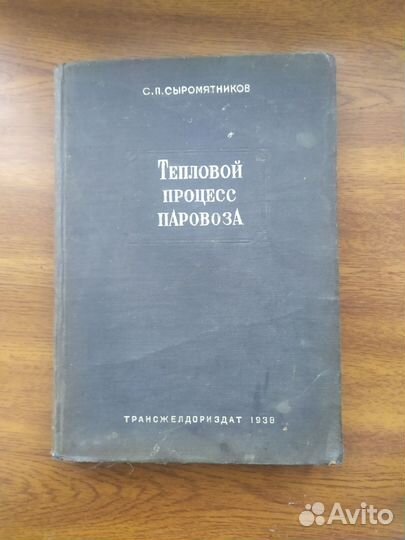 С.П.СЫРОМЯТНИКОВ
ТЕПЛОВОЙ
ПРОЦЕСС
ПАРОВОЗА
ТРАНСЖЕЛДОРИЗДАТ 1938
Avito